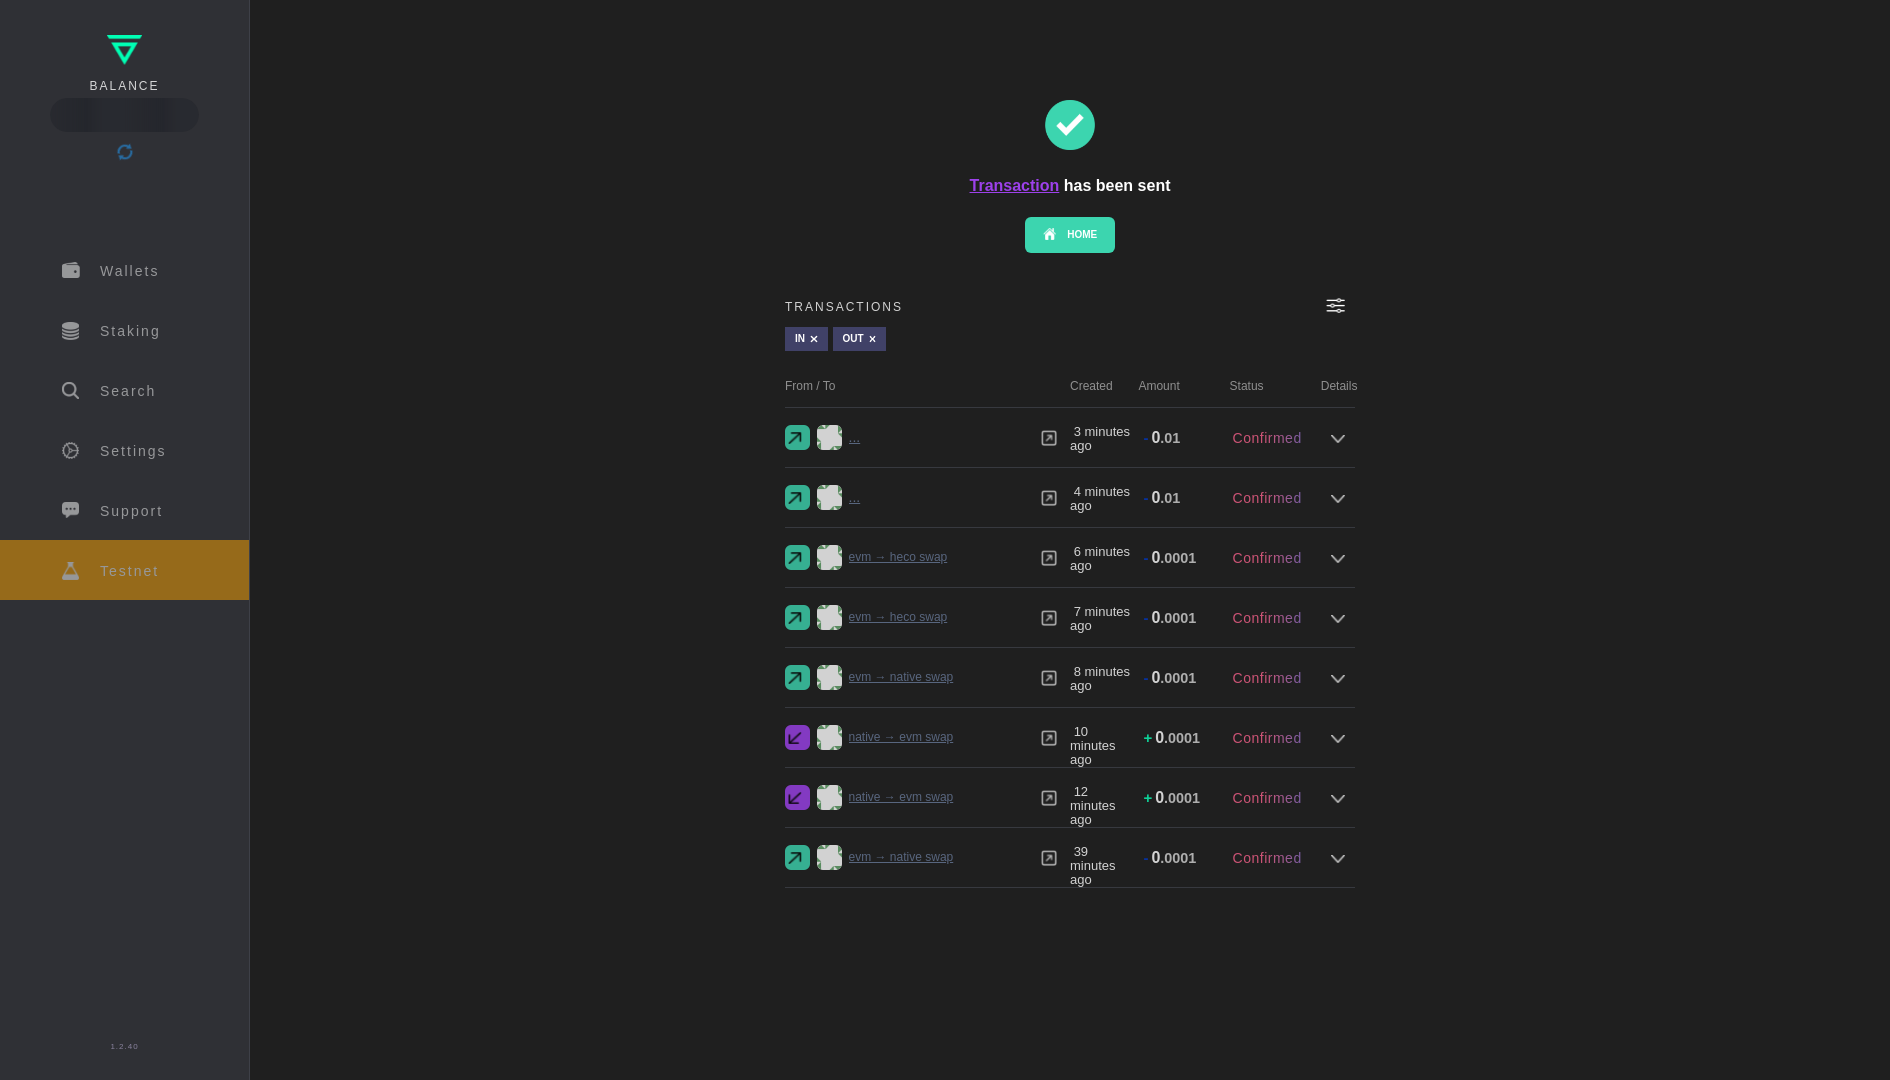 BALANCE
Wallets
Staking
Search
Settings
Support
Testnet
1.2.40
Transaction has been sent
HOME
TRANSACTIONS
IN × OUT ×
From / To Created Amount Status Details
... 3 minutes ago - 0.01 Confirmed
... 4 minutes ago - 0.01 Confirmed
evm → heco swap 6 minutes ago - 0.0001 Confirmed
evm → heco swap 7 minutes ago - 0.0001 Confirmed
evm → native swap 8 minutes ago - 0.0001 Confirmed
native → evm swap 10 minutes ago + 0.0001 Confirmed
native → evm swap 12 minutes ago + 0.0001 Confirmed
evm → native swap 39 minutes ago - 0.0001 Confirmed